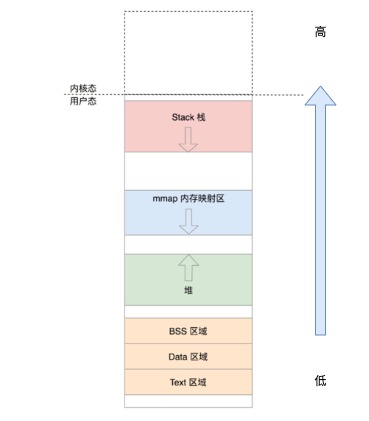 高
内核态
用户态
Stack 栈
mmap 内存映射区
堆
BSS 区域
Data 区域
Text 区域
低